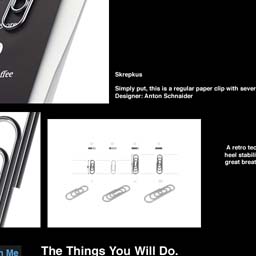 ffee
Skrepkus
Simply put, this is a regular paper clip with sever
Designer: Anton Schnaider
A retro tec
heel stabili
great breat
n Me
The Things You Will Do.